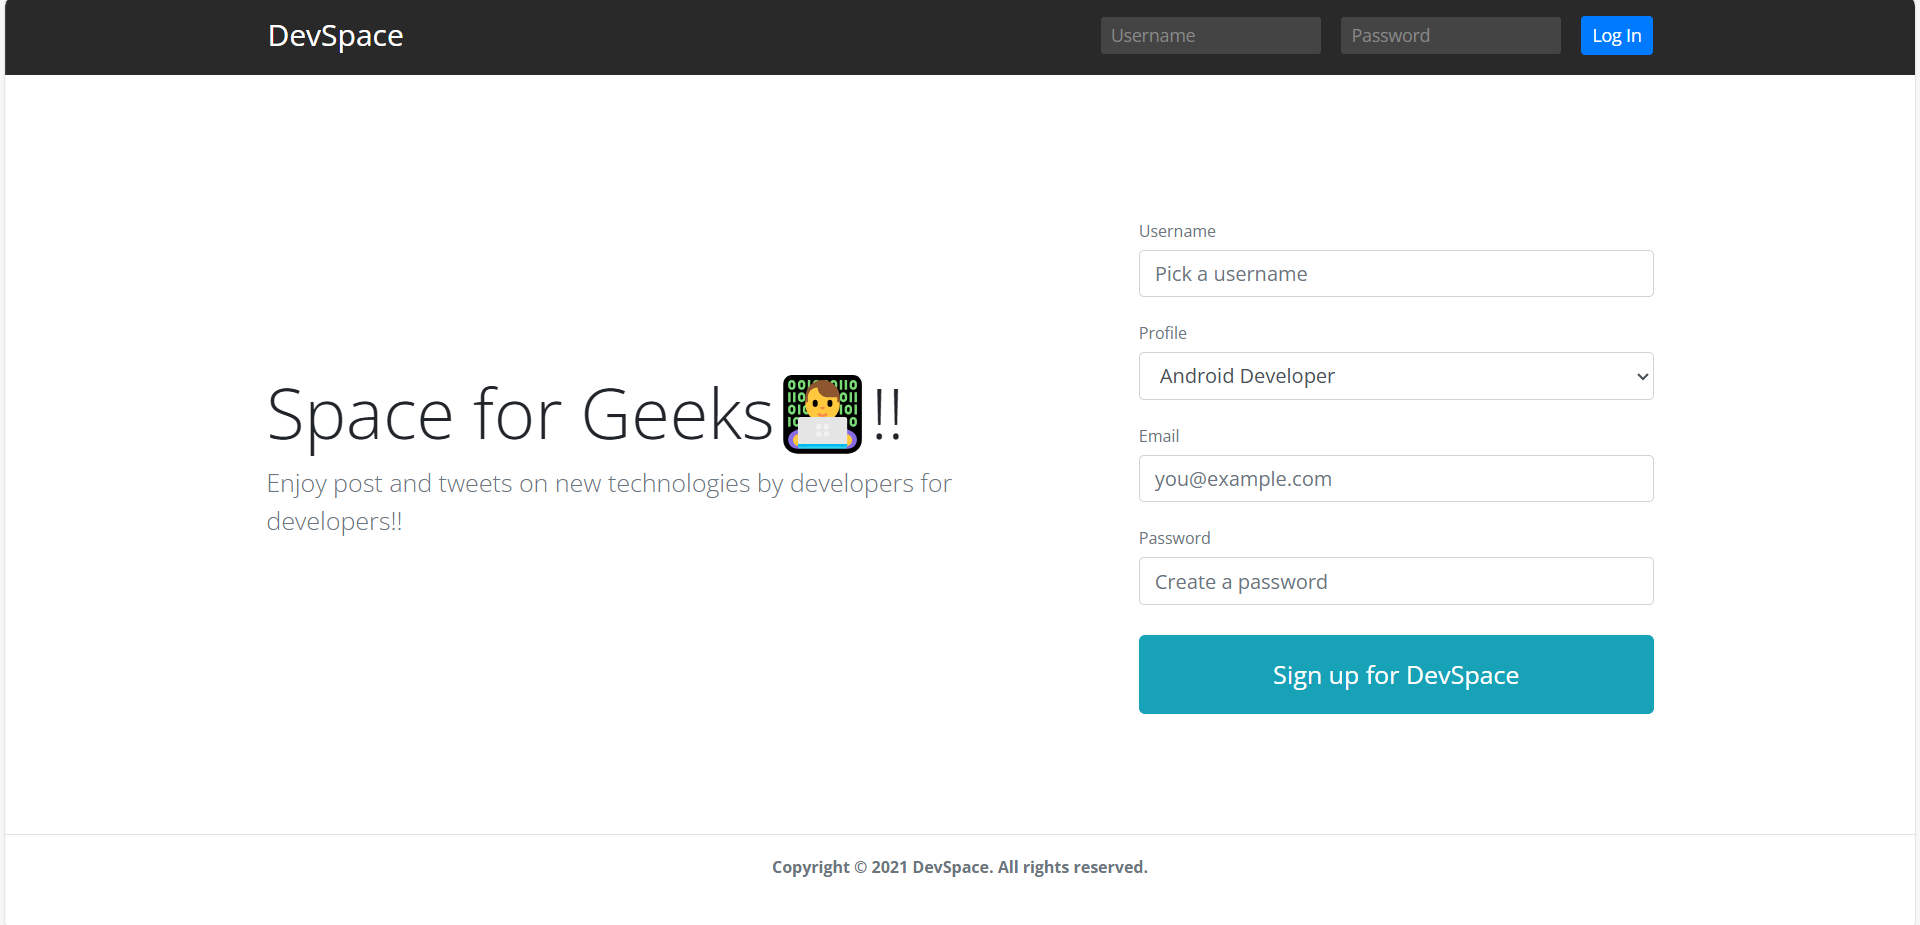 DevSpace
Username
Password
Log In
Space for Geeks👨‍💻!!
Enjoy post and tweets on new technologies by developers for
developers!!
Username
Pick a username
Profile
Android Developer
Email
you@example.com
Password
Create a password
Sign up for DevSpace
Copyright © 2021 DevSpace. All rights reserved.